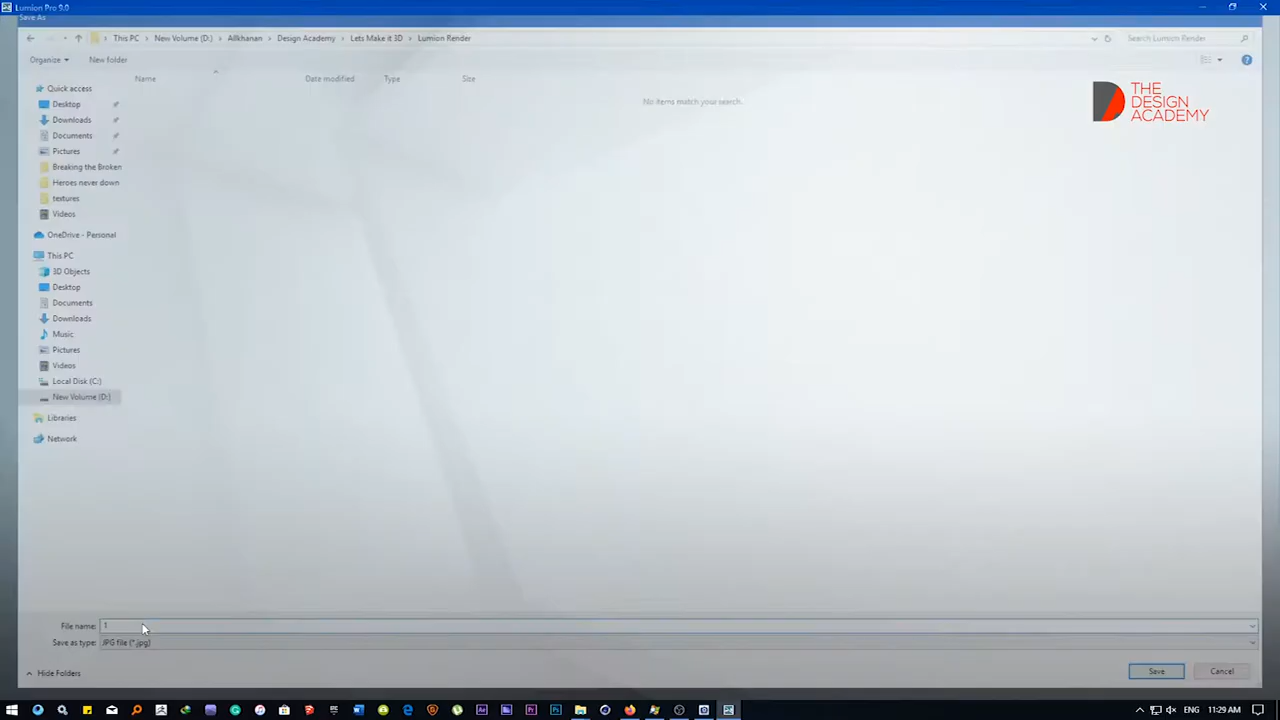 Lumion Pro 9.0
Save As
This PC > New Volume (D:) > Allkhanan > Design Academy > Lets Make it 3D > Lumion Render
Search Lumion Render
Organise
New folder
Name
Date modified
Type
Size
No items match your search.
THE
DESIGN
ACADEMY
Quick access
Desktop
Downloads
Documents
Pictures
Breaking the Broken
Heroes never down
textures
Videos
OneDrive - Personal
This PC
3D Objects
Desktop
Documents
Downloads
Music
Pictures
Videos
Local Disk (C:)
New Volume (D:)
Libraries
Network
File name: 1
Save as type: JPG file (*.jpg)
Hide Folders
Save
Cancel
ENG
11:29 AM